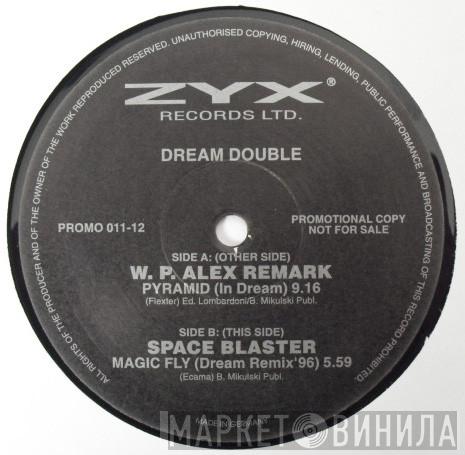 ALL RIGHTS OF THE PRODUCER AND OF THE OWNER OF THE WORK REPRODUCED RESERVED. UNAUTHORISED COPYING, HIRING, LENDING, PUBLIC PERFORMANCE AND BROADCASTING OF THIS RECORD PROHIBITED.
ZYX®
RECORDS LTD.
DREAM DOUBLE
PROMO 011-12
PROMOTIONAL COPY
NOT FOR SALE
SIDE A: (OTHER SIDE)
W. P. ALEX REMARK
PYRAMID (In Dream) 9.16
(Flexter) Ed. Lombardoni/B. Mikulski Publ.
SIDE B: (THIS SIDE)
SPACE BLASTER
MAGIC FLY (Dream Remix'96) 5.59
(Ecama) B. Mikulski Publ.
MADE IN GERMANY
МАРКЕТ ВИНИЛА